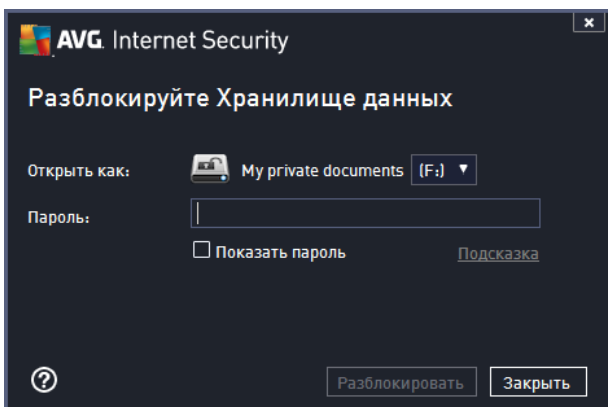 AVG. Internet Security
Разблокируйте Хранилище данных
Открыть как: My private documents (F:)
Пароль:
Показать пароль Подсказка
Разблокировать Закрыть